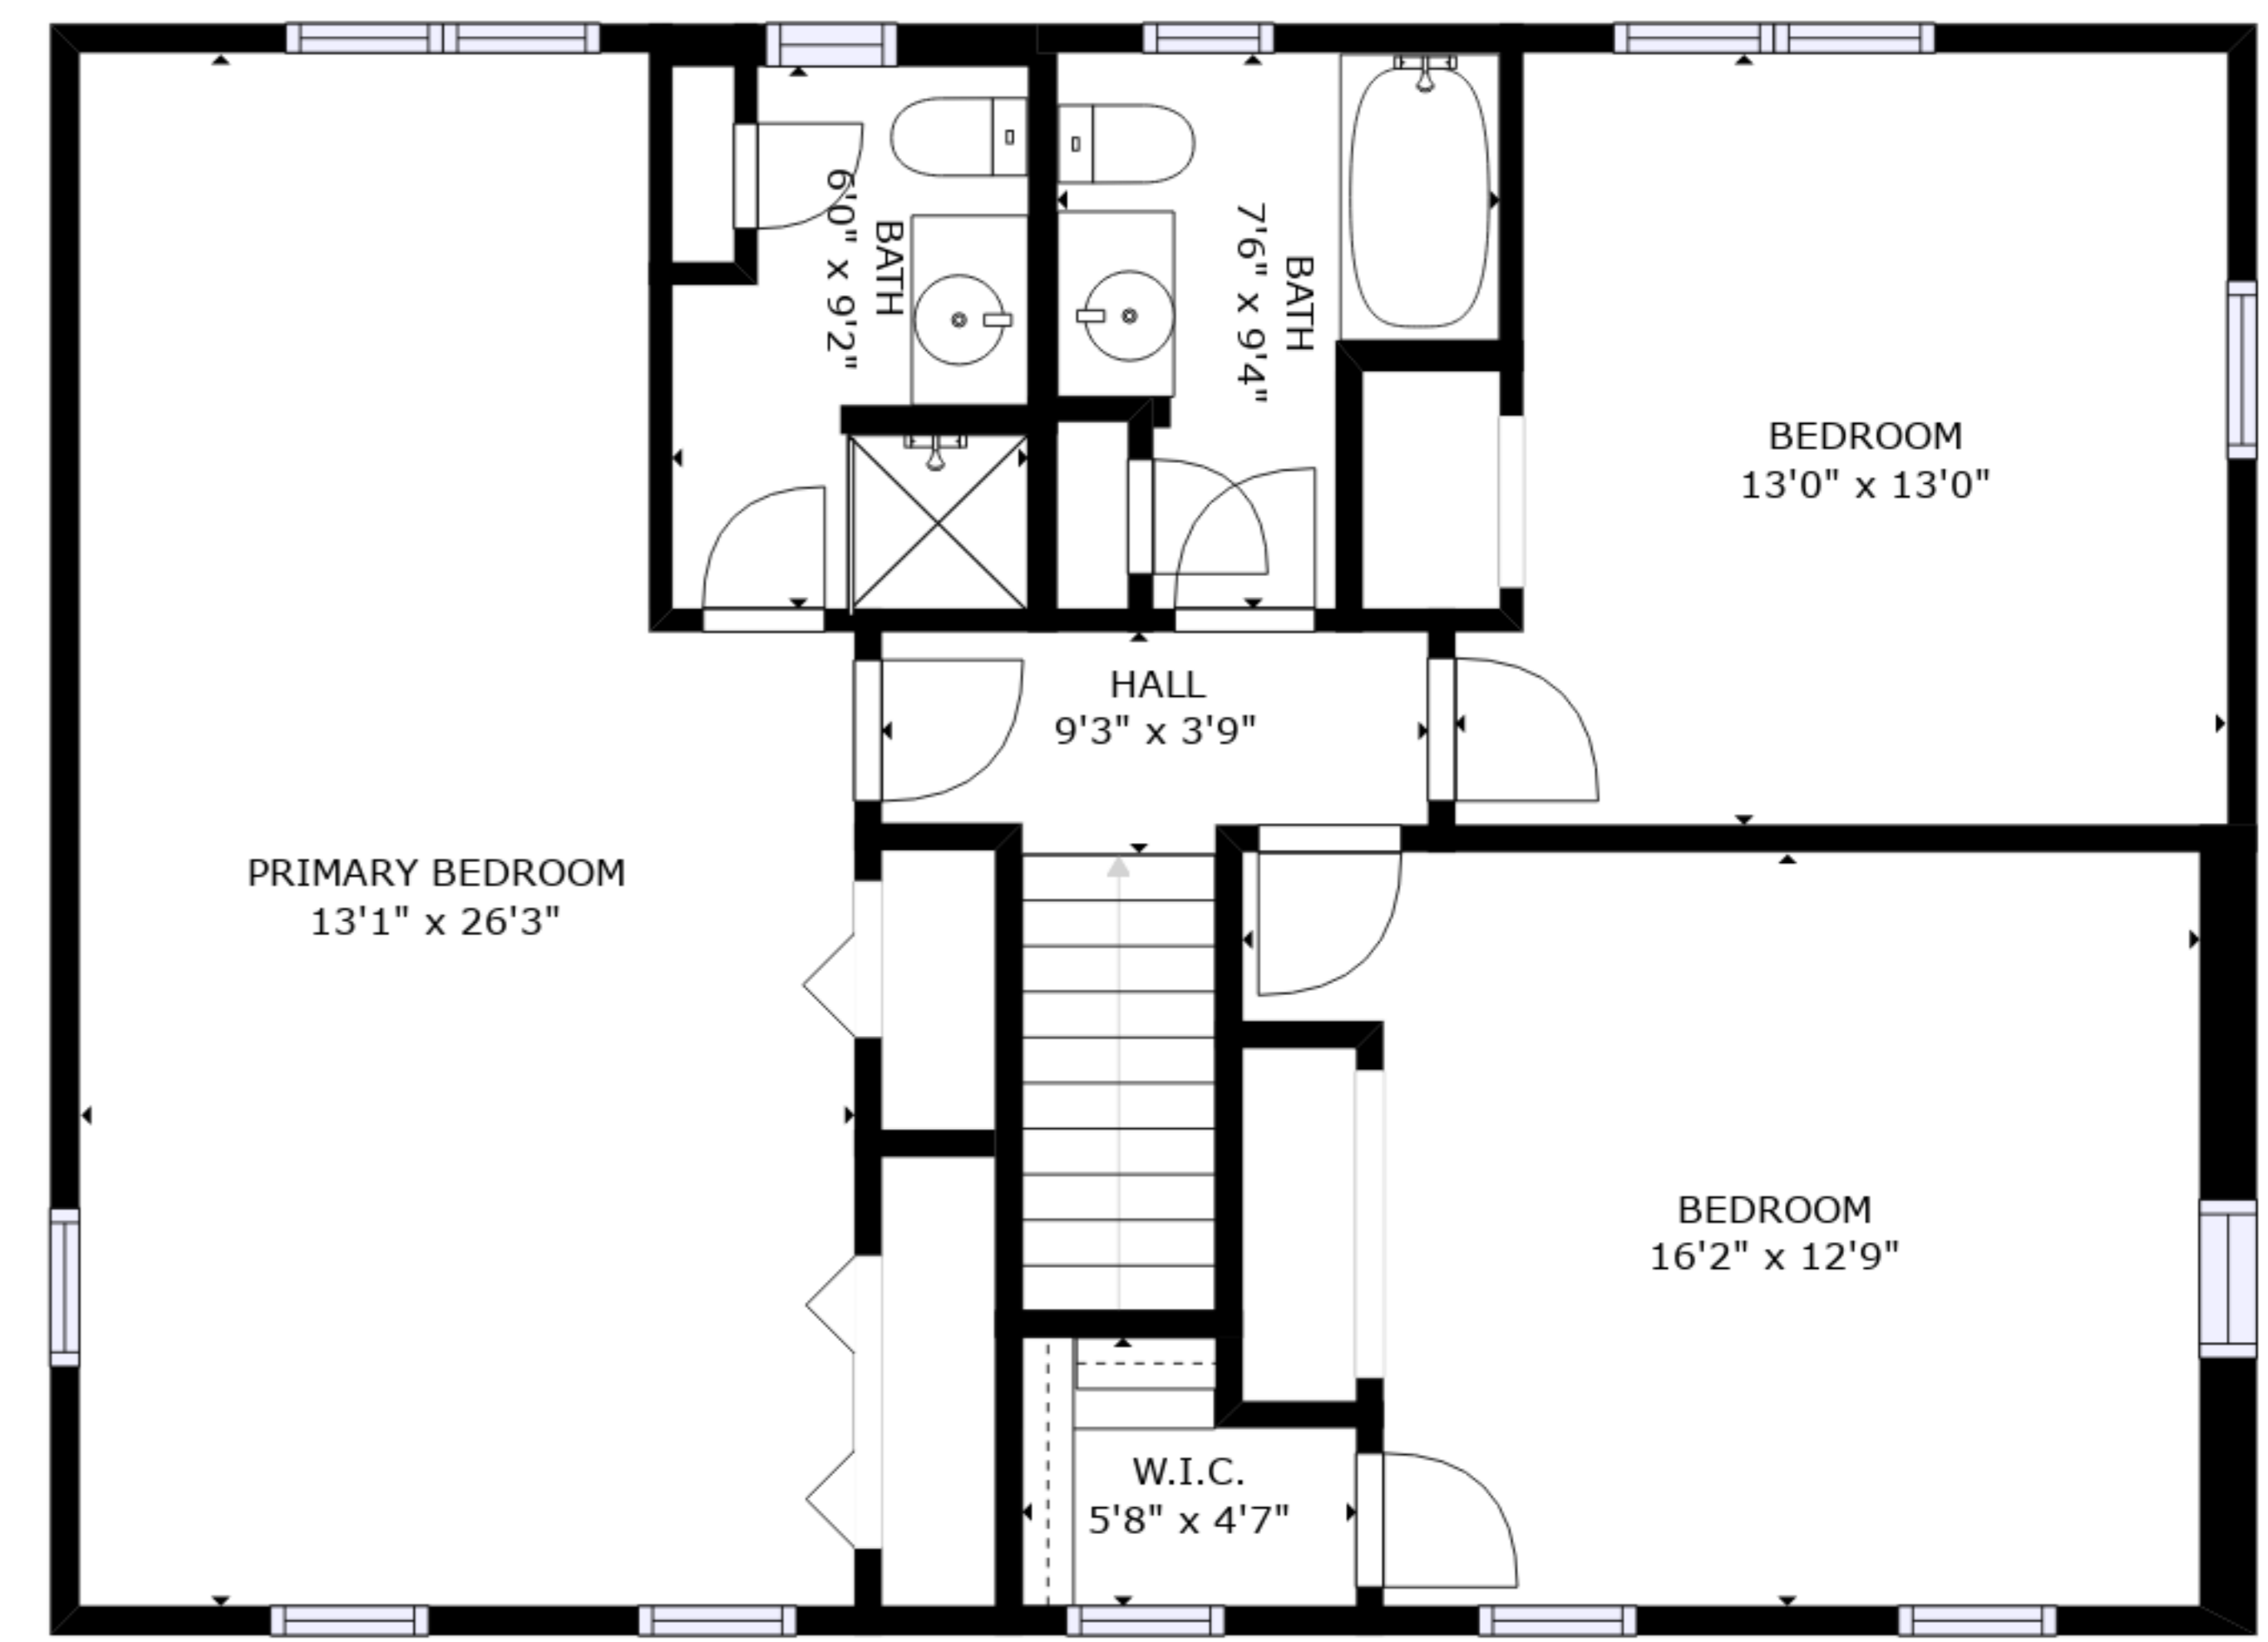 BATH
6'0" x 9'2"
BATH
7'6" x 9'4"
BEDROOM
13'0" x 13'0"
HALL
9'3" x 3'9"
PRIMARY BEDROOM
13'1" x 26'3"
BEDROOM
16'2" x 12'9"
W.I.C.
5'8" x 4'7"